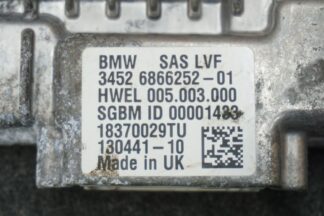 BMW SAS LVF
3452 6866252-01
HWEL 005.003.000
SGBM ID 00001433
18370029TU
130441-10
Made in UK